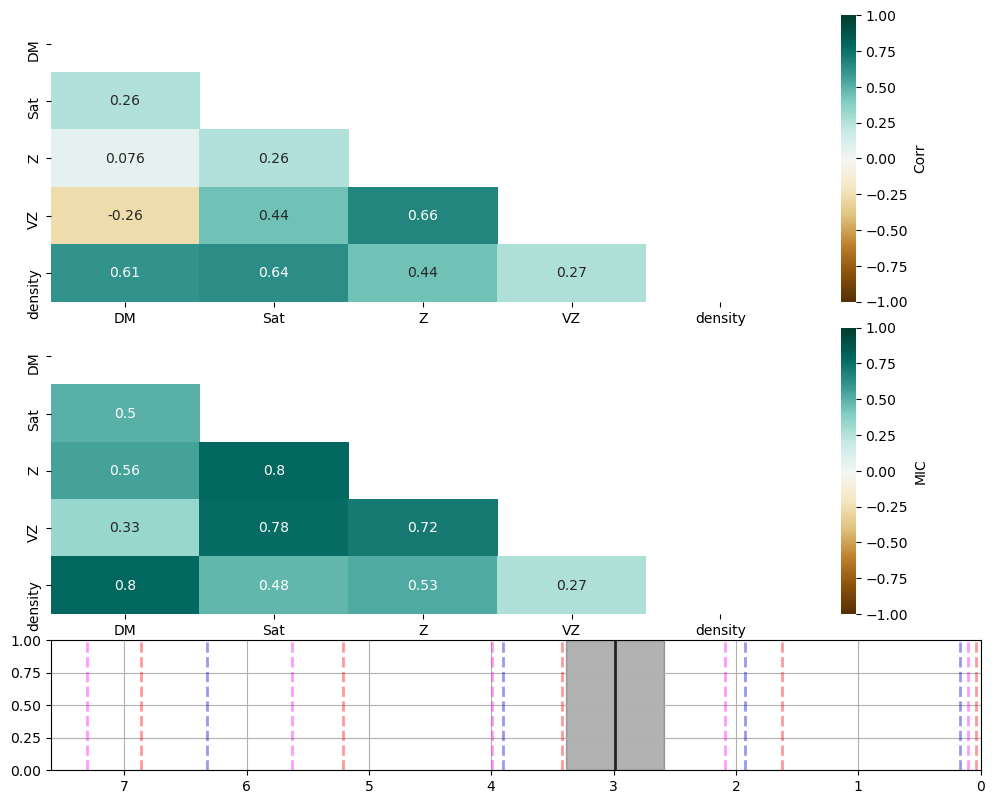 DM
Sat
Z
VZ
density
0.26
0.076 0.26
-0.26 0.44 0.66
0.61 0.64 0.44 0.27
DM Sat Z VZ density
1.00
0.75
0.50
0.25
0.00
−0.25
−0.50
−0.75
−1.00
Corr
DM
Sat
Z
VZ
density
0.5
0.56 0.8
0.33 0.78 0.72
0.8 0.48 0.53 0.27
DM Sat Z VZ density
1.00
0.75
0.50
0.25
0.00
−0.25
−0.50
−0.75
−1.00
MIC
1.00
0.75
0.50
0.25
0.00
7 6 5 4 3 2 1 0